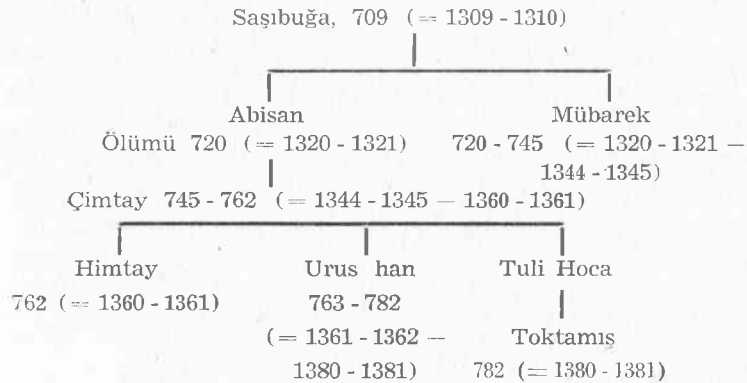 Saşıbuğa, 709 (= 1309 - 1310)
Abisan
Ölümü 720 (= 1320 - 1321)
Mübarek
720 - 745 (= 1320 - 1321 —
1344 - 1345)
Çimtay 745 - 762 (= 1344 - 1345 — 1360 - 1361)
Himtay
762 (= 1360 - 1361)
Urus han
763 - 782
(= 1361 - 1362 —
1380 - 1381)
Tuli Hoca
Toktamış
782 (= 1380 - 1381)